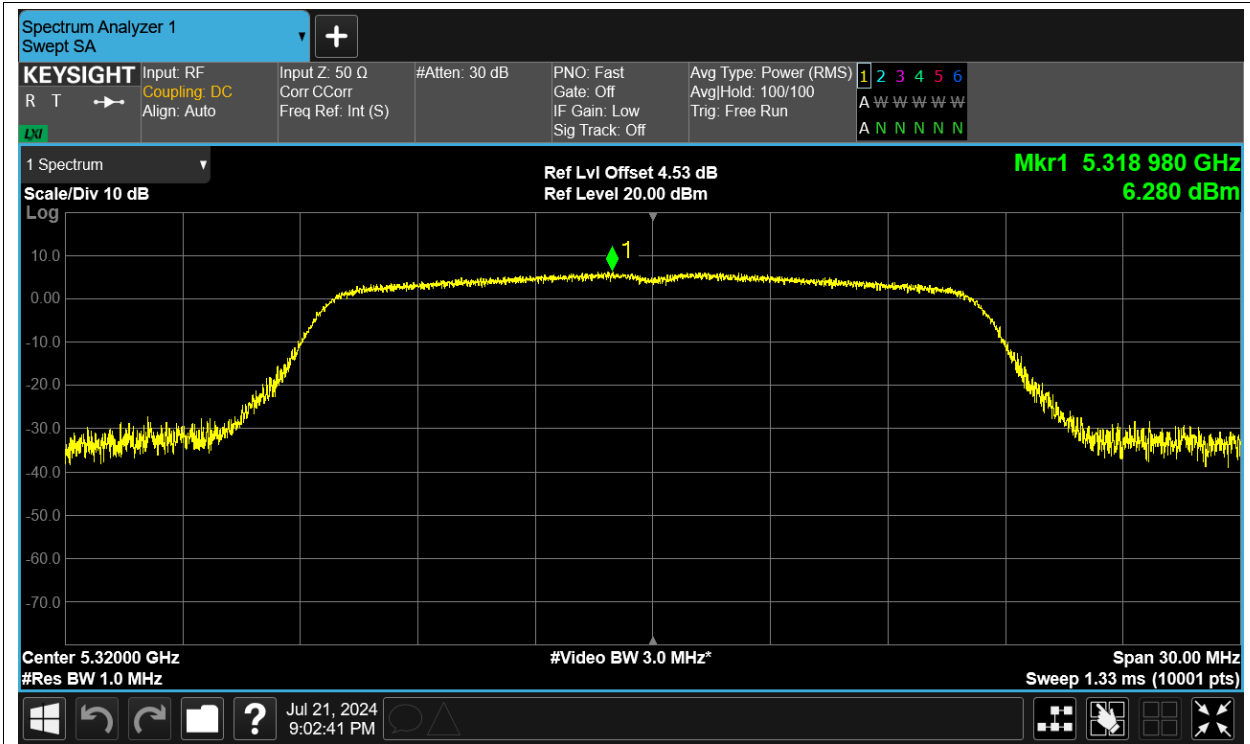 Spectrum Analyzer 1
Swept SA
KEYSIGHT
R T
LXI
Input: RF
Coupling: DC
Align: Auto
Input Z: 50 Ω
Corr CCorr
Freq Ref: Int (S)
#Atten: 30 dB
PNO: Fast
Gate: Off
IF Gain: Low
Sig Track: Off
Avg Type: Power (RMS)
Avg|Hold: 100/100
Trig: Free Run
1 2 3 4 5 6
A W W W W W
A N N N N N
1 Spectrum
Scale/Div 10 dB
Log
Ref Lvl Offset 4.53 dB
Ref Level 20.00 dBm
Mkr1 5.318 980 GHz
6.280 dBm
1
10.0
0.00
-10.0
-20.0
-30.0
-40.0
-50.0
-60.0
-70.0
Center 5.32000 GHz
#Res BW 1.0 MHz
#Video BW 3.0 MHz*
Span 30.00 MHz
Sweep 1.33 ms (10001 pts)
?
Jul 21, 2024
9:02:41 PM